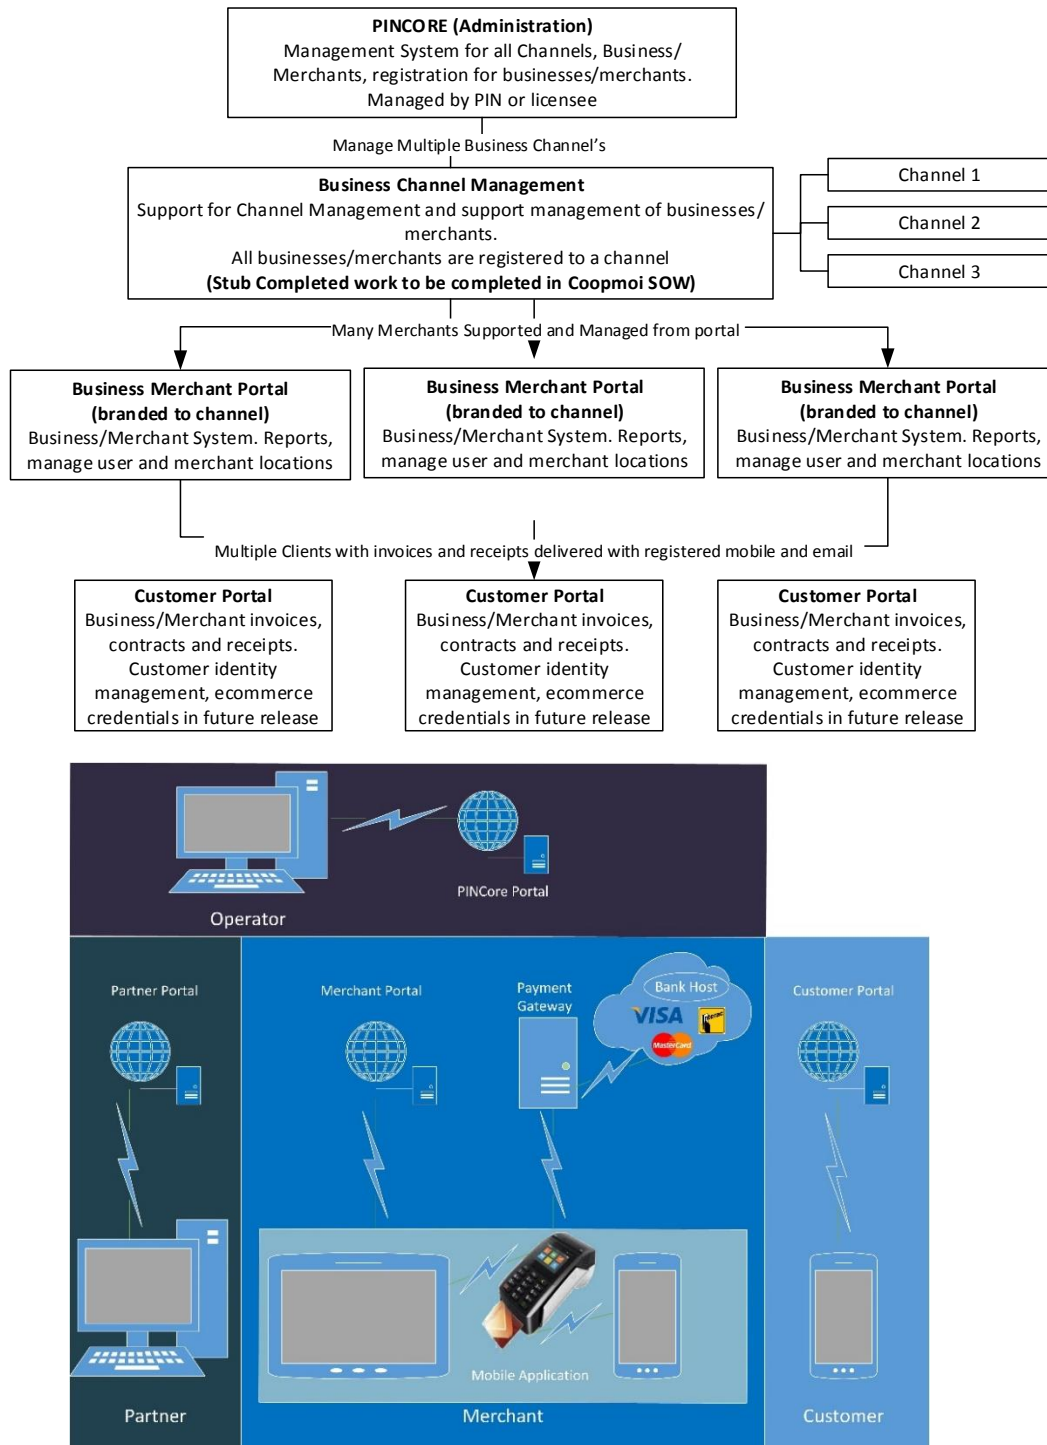 PINCORE (Administration)
Management System for all Channels, Business/
Merchants, registration for businesses/merchants.
Managed by PIN or licensee
Manage Multiple Business Channel's
Business Channel Management
Support for Channel Management and support management of businesses/
merchants.
All businesses/merchants are registered to a channel
(Stub Completed work to be completed in Coopmoi SOW)
Channel 1
Channel 2
Channel 3
Many Merchants Supported and Managed from portal
Business Merchant Portal
(branded to channel)
Business/Merchant System. Reports,
manage user and merchant locations
Business Merchant Portal
(branded to channel)
Business/Merchant System. Reports,
manage user and merchant locations
Business Merchant Portal
(branded to channel)
Business/Merchant System. Reports,
manage user and merchant locations
Multiple Clients with invoices and receipts delivered with registered mobile and email
Customer Portal
Business/Merchant invoices,
contracts and receipts.
Customer identity
management, ecommerce
credentials in future release
Customer Portal
Business/Merchant invoices,
contracts and receipts.
Customer identity
management, ecommerce
credentials in future release
Customer Portal
Business/Merchant invoices,
contracts and receipts.
Customer identity
management, ecommerce
credentials in future release
PINCore Portal
Operator
Partner Portal
Merchant Portal
Payment
Gateway
Bank Host
VISA
Interac
MasterCard
Customer Portal
Mobile Application
Partner
Merchant
Customer